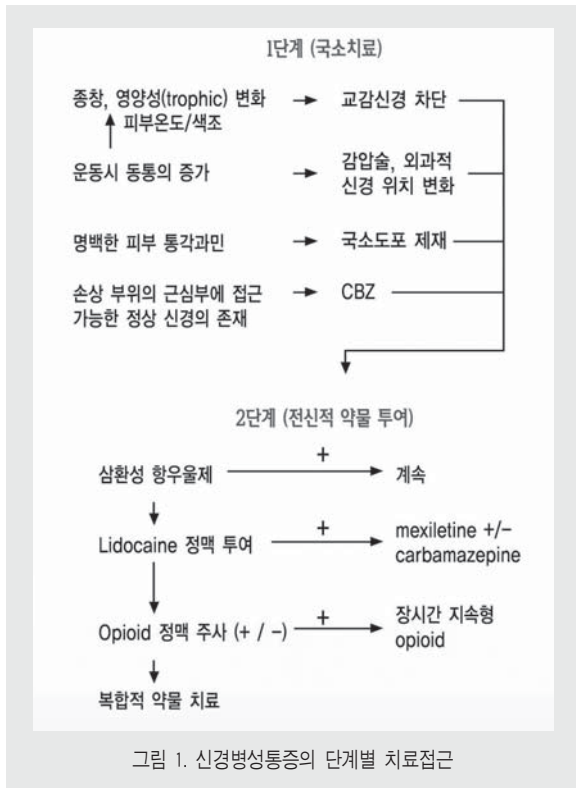 1단계 (국소치료)
종창, 영양성(trophic) 변화 → 교감신경 차단
피부온도/색조
운동시 동통의 증가 → 감압술, 외과적
신경 위치 변화
명백한 피부 통각과민 → 국소도포 제재
손상 부위의 근심부에 접근 → CBZ
가능한 정상 신경의 존재
2단계 (전신적 약물 투여)
삼환성 항우울제 + 계속
Lidocaine 정맥 투여 + mexiletine +/−
carbamazepine
Opioid 정맥 주사 (+ / −) + 장시간 지속형
opioid
복합적 약물 치료
그림 1. 신경병성통증의 단계별 치료접근